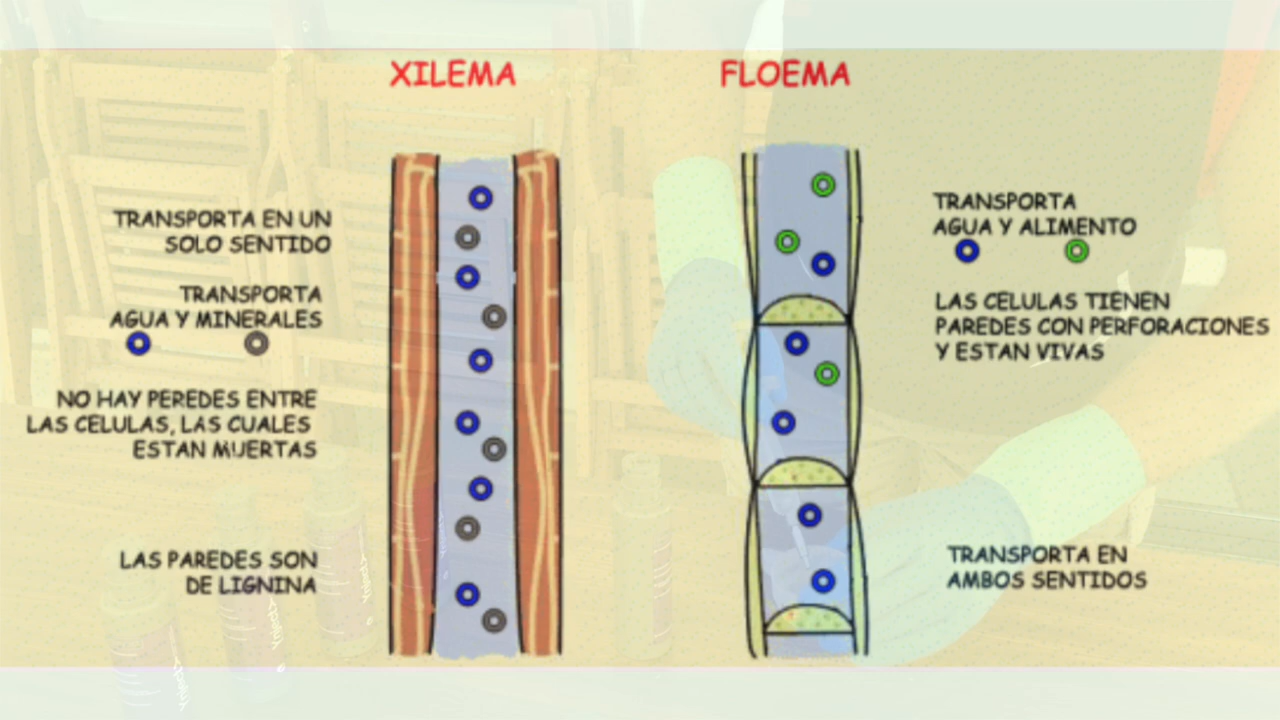 XILEMA
FLOEMA
TRANSPORTA EN UN
SOLO SENTIDO
TRANSPORTA
AGUA Y MINERALES
NO HAY PEREDES ENTRE
LAS CELULAS, LAS CUALES
ESTAN MUERTAS
LAS PAREDES SON
DE LIGNINA
TRANSPORTA
AGUA Y ALIMENTO
LAS CELULAS TIENEN
PAREDES CON PERFORACIONES
Y ESTAN VIVAS
TRANSPORTA EN
AMBOS SENTIDOS